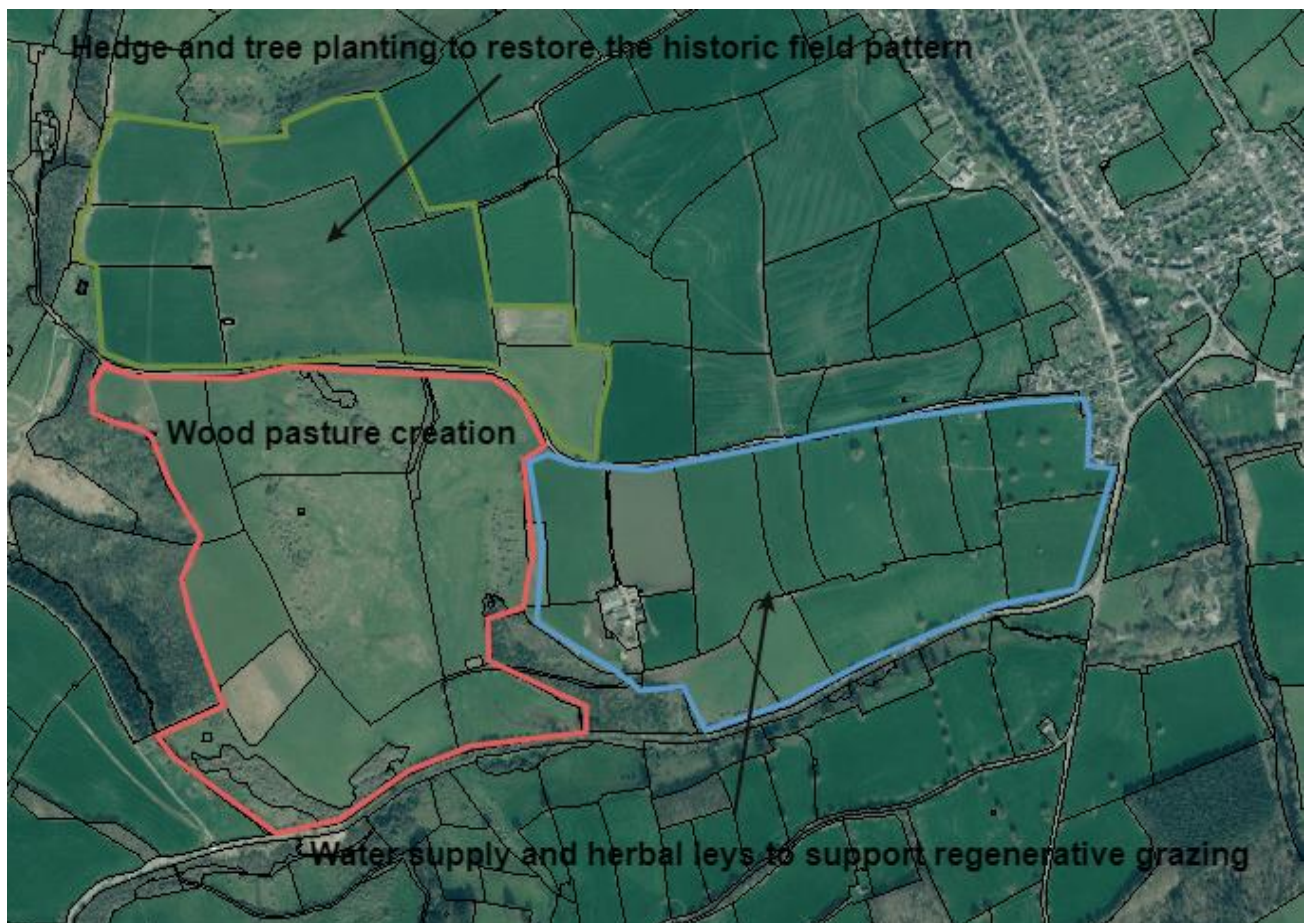 Hedge and tree planting to restore the historic field pattern
Wood pasture creation
Water supply and herbal leys to support regenerative grazing